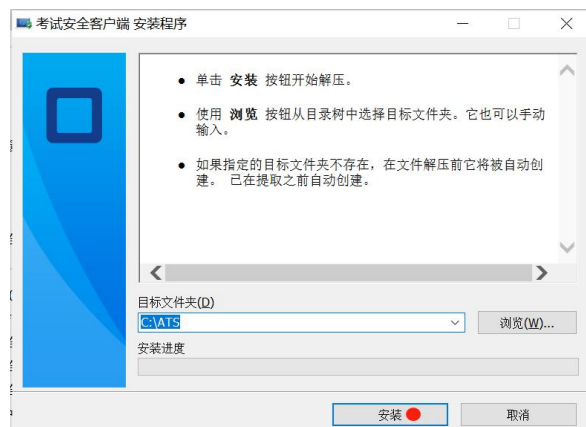 考试安全客户端 安装程序
单击 安装 按钮开始解压。
使用 浏览 按钮从目录树中选择目标文件夹。它也可以手动
输入。
如果指定的目标文件夹不存在，在文件解压前它将被自动创
建。 已在提取之前自动创建。
目标文件夹(D)
C:\ATS
浏览(W)...
安装进度
安装
取消